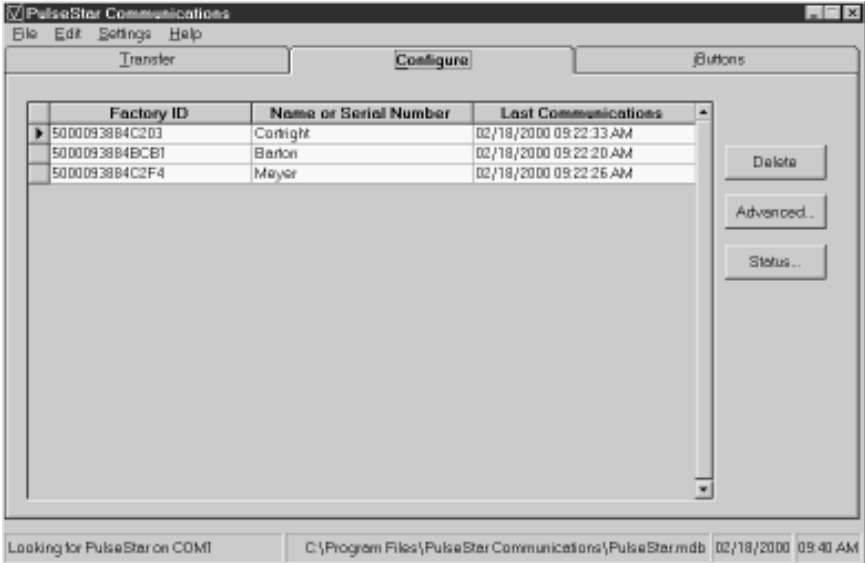 PulseStar Communications
File Edit Settings Help
Transfer Configure iButtons
Factory ID Name or Serial Number Last Communications
5000093884C203 Cortright 02/18/2000 09:22:33 AM
5000093884BCB1 Barton 02/18/2000 09:22:20 AM
5000093884C2F4 Meyer 02/18/2000 09:22:26 AM
Delete
Advanced...
Status...
Looking for PulseStar on COM1 C:\Program Files\PulseStar Communications\PulseStar.mdb 02/18/2000 09:40 AM